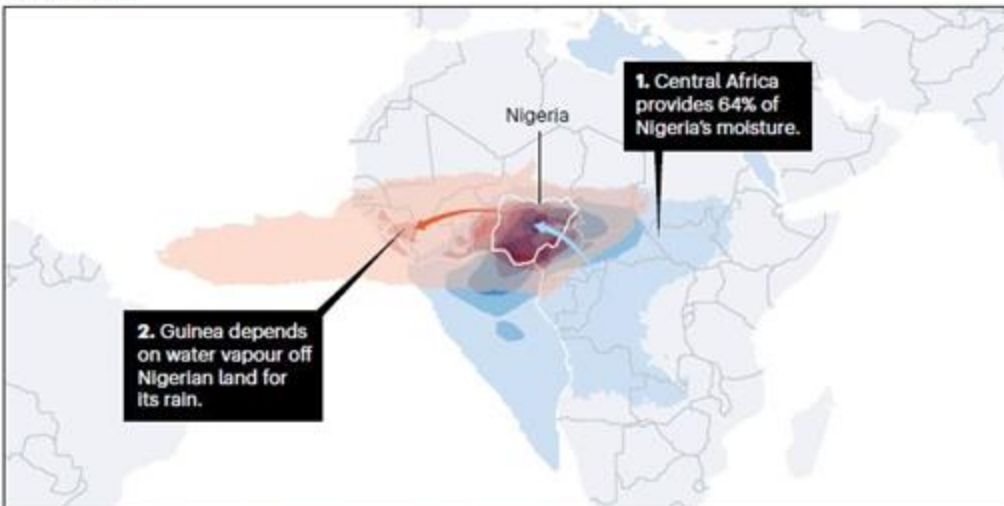 Nigeria
1. Central Africa
provides 64% of
Nigeria's moisture.
2. Guinea depends
on water vapour off
Nigerian land for
its rain.